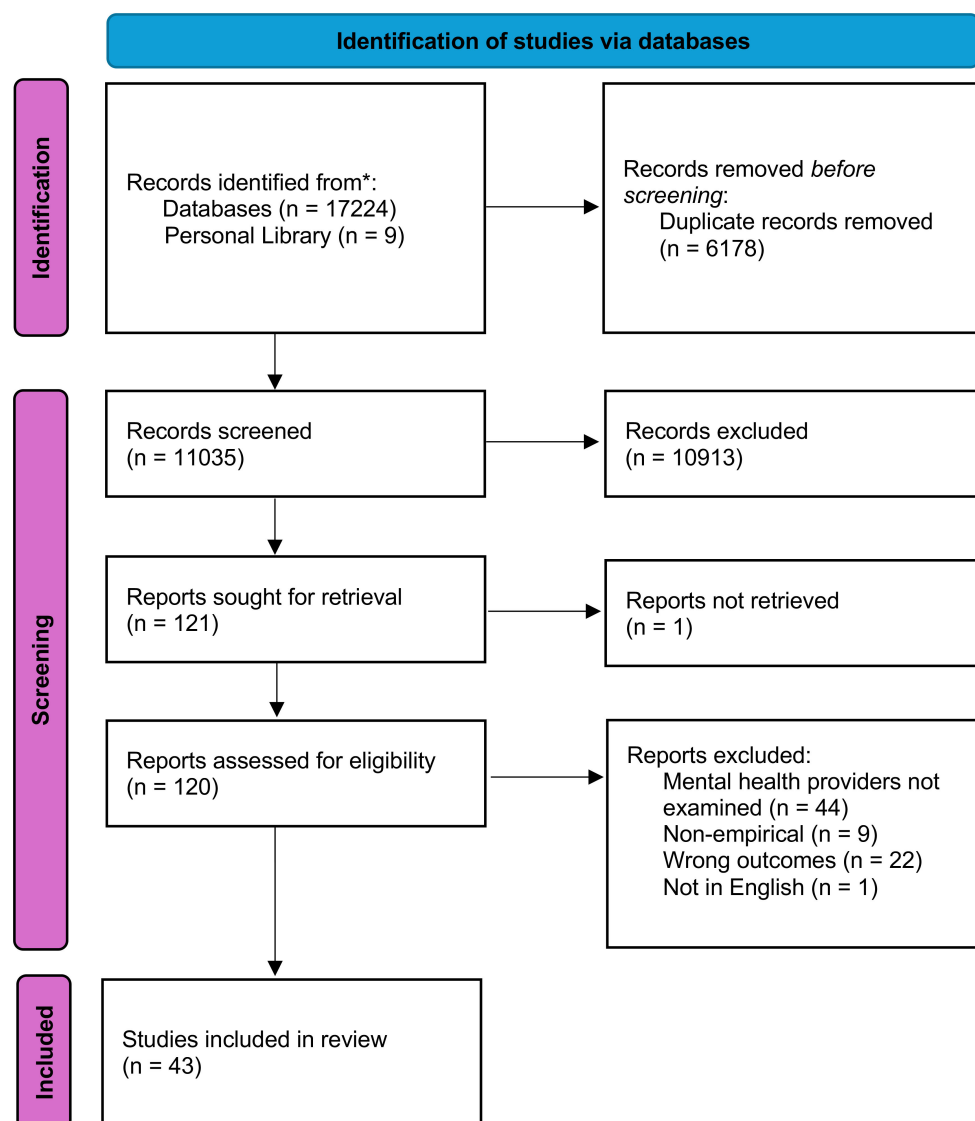 Identification of studies via databases
Identification
Records identified from*:
Databases (n = 17224)
Personal Library (n = 9)
Records removed before
screening:
Duplicate records removed
(n = 6178)
Screening
Records screened
(n = 11035)
Records excluded
(n = 10913)
Reports sought for retrieval
(n = 121)
Reports not retrieved
(n = 1)
Reports assessed for eligibility
(n = 120)
Reports excluded:
Mental health providers not
examined (n = 44)
Non-empirical (n = 9)
Wrong outcomes (n = 22)
Not in English (n = 1)
Included
Studies included in review
(n = 43)